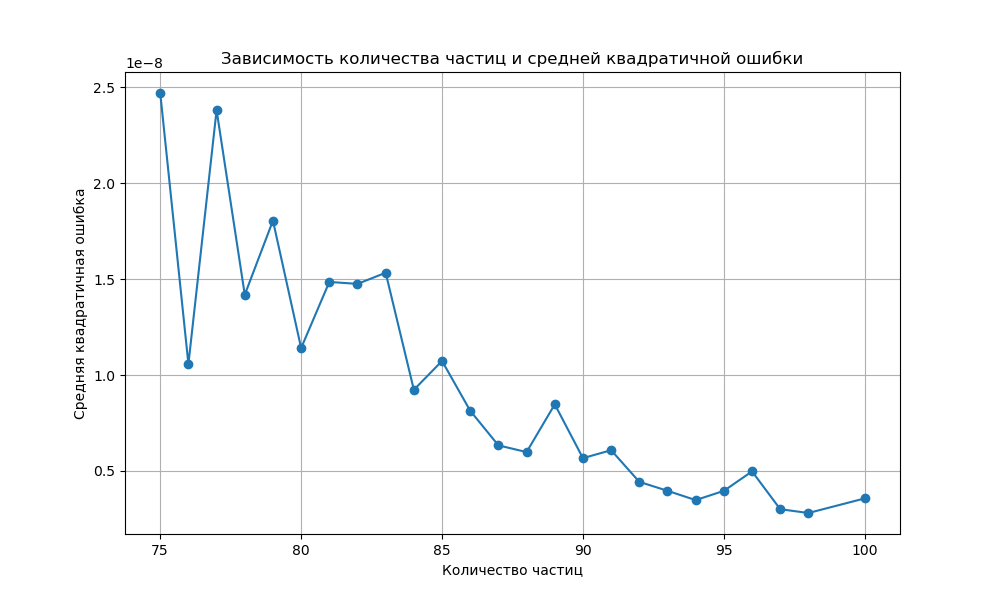 Зависимость количества частиц и средней квадратичной ошибки
1e−8
2.5
2.0
1.5
1.0
0.5
Средняя квадратичная ошибка
75 80 85 90 95 100
Количество частиц